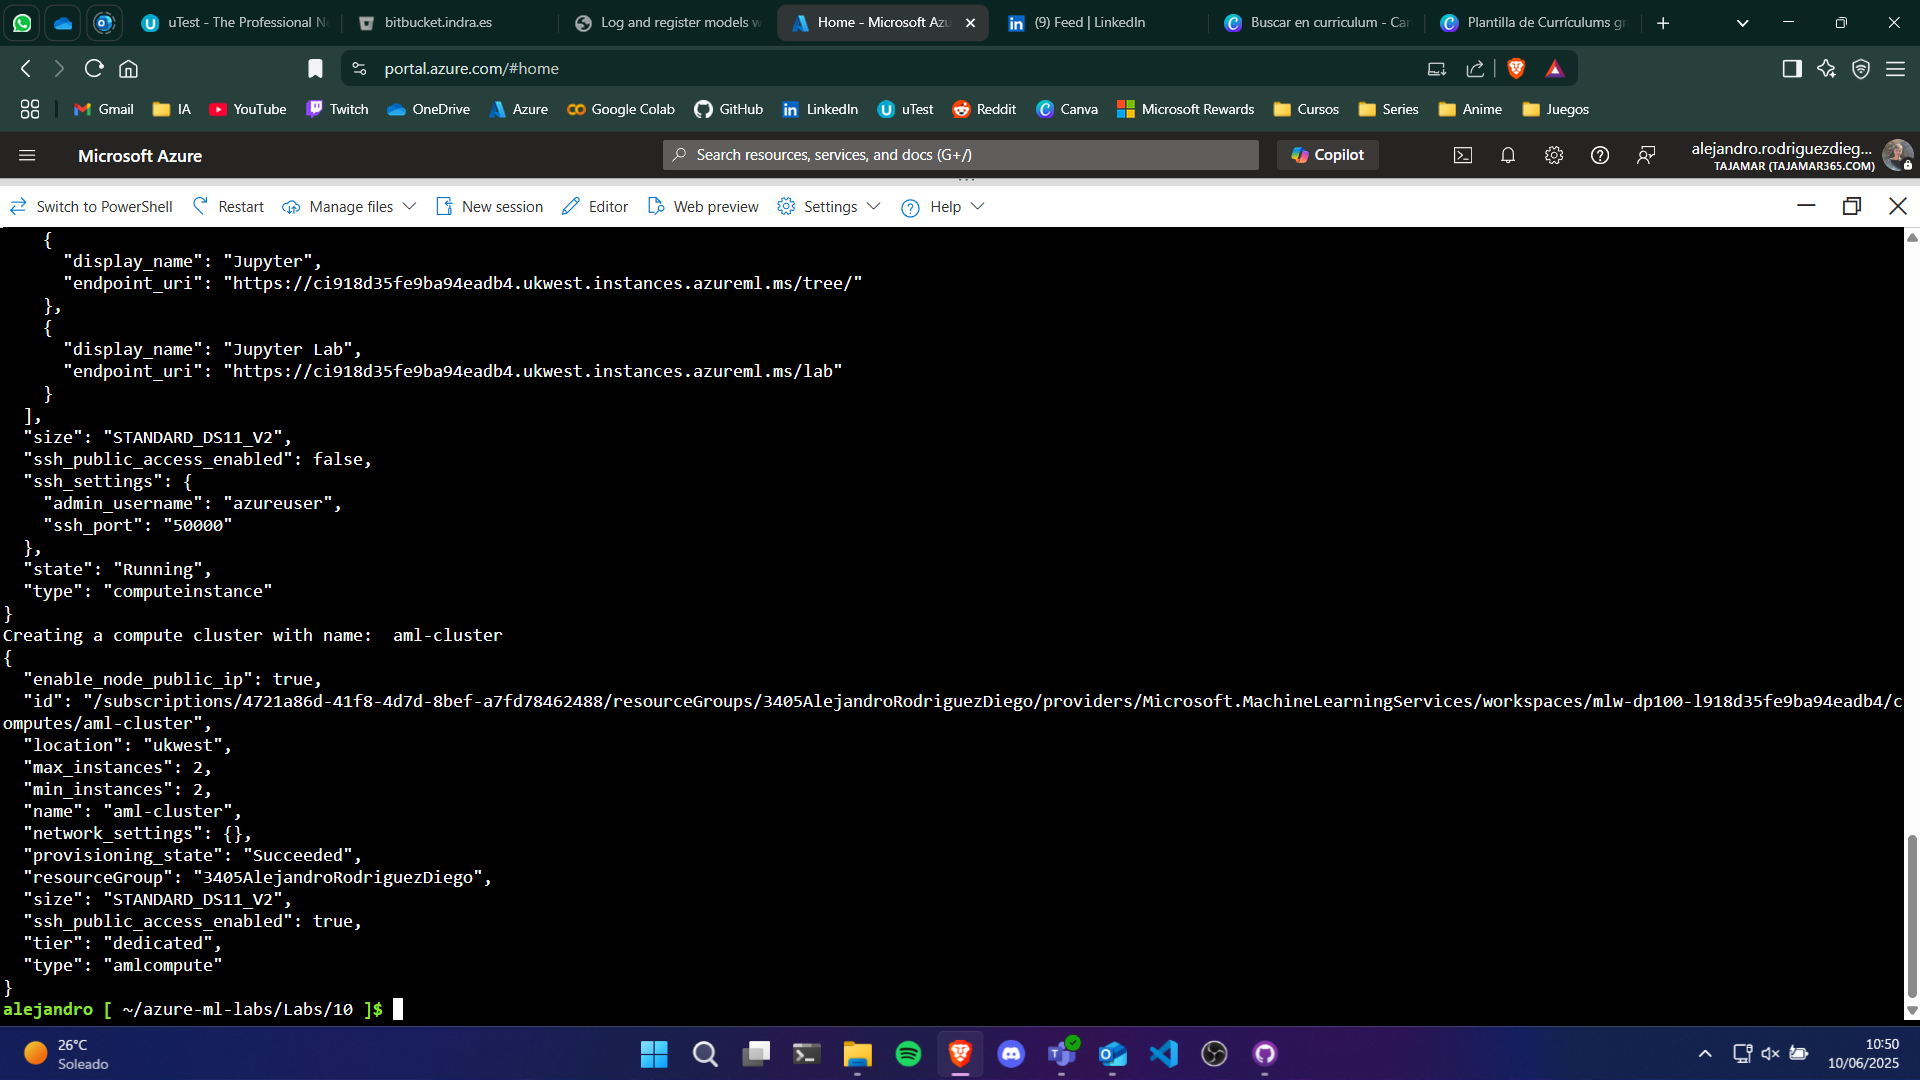 uTest - The Professional N
bitbucket.indra.es
Log and register models w
Home - Microsoft Azu
(9) Feed | LinkedIn
Buscar en curriculum - Ca
Plantilla de Currículums gr
portal.azure.com/#home
Gmail
IA
YouTube
Twitch
OneDrive
Azure
Google Colab
GitHub
LinkedIn
uTest
Reddit
Canva
Microsoft Rewards
Cursos
Series
Anime
Juegos
Microsoft Azure
Search resources, services, and docs (G+/)
Copilot
alejandro.rodriguezdieg...
TAJAMAR (TAJAMAR365.COM)
Switch to PowerShell
Restart
Manage files
New session
Editor
Web preview
Settings
Help
{
"display_name": "Jupyter",
"endpoint_uri": "https://ci918d35fe9ba94eadb4.ukwest.instances.azureml.ms/tree/"
},
{
"display_name": "Jupyter Lab",
"endpoint_uri": "https://ci918d35fe9ba94eadb4.ukwest.instances.azureml.ms/lab"
}
],
"size": "STANDARD_DS11_V2",
"ssh_public_access_enabled": false,
"ssh_settings": {
"admin_username": "azureuser",
"ssh_port": "50000"
},
"state": "Running",
"type": "computeinstance"
}
Creating a compute cluster with name:  aml-cluster
{
"enable_node_public_ip": true,
"id": "/subscriptions/4721a86d-41f8-4d7d-8bef-a7fd78462488/resourceGroups/3405AlejandroRodriguezDiego/providers/Microsoft.MachineLearningServices/workspaces/mlw-dp100-l918d35fe9ba94eadb4/c
omputes/aml-cluster",
"location": "ukwest",
"max_instances": 2,
"min_instances": 2,
"name": "aml-cluster",
"network_settings": {},
"provisioning_state": "Succeeded",
"resourceGroup": "3405AlejandroRodriguezDiego",
"size": "STANDARD_DS11_V2",
"ssh_public_access_enabled": true,
"tier": "dedicated",
"type": "amlcompute"
}
alejandro [ ~/azure-ml-labs/Labs/10 ]$
26°C
Soleado
10:50
10/06/2025